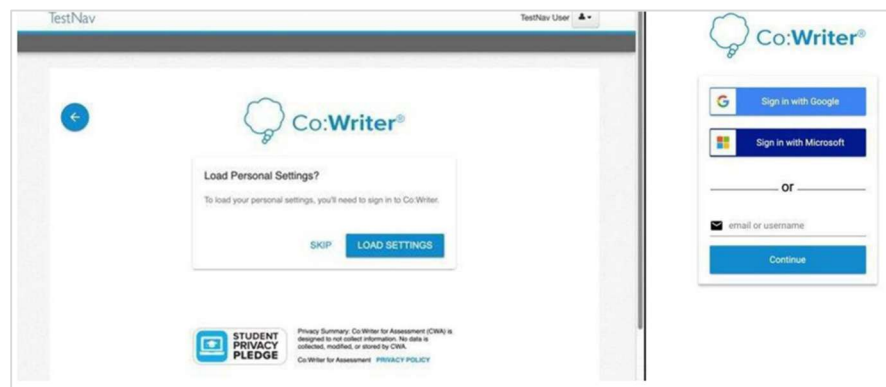 TestNav
TestNav User
Co:Writer®
Load Personal Settings?
To load your personal settings, you'll need to sign in to Co:Writer.
SKIP
LOAD SETTINGS
STUDENT
PRIVACY
PLEDGE
Privacy Summary: Co:Writer for Assessment (CWA) is
designed to not collect information. No data is
collected, modified, or stored by CWA.
Co:Writer for Assessment PRIVACY POLICY
Co:Writer®
Sign in with Google
Sign in with Microsoft
or
email or username
Continue